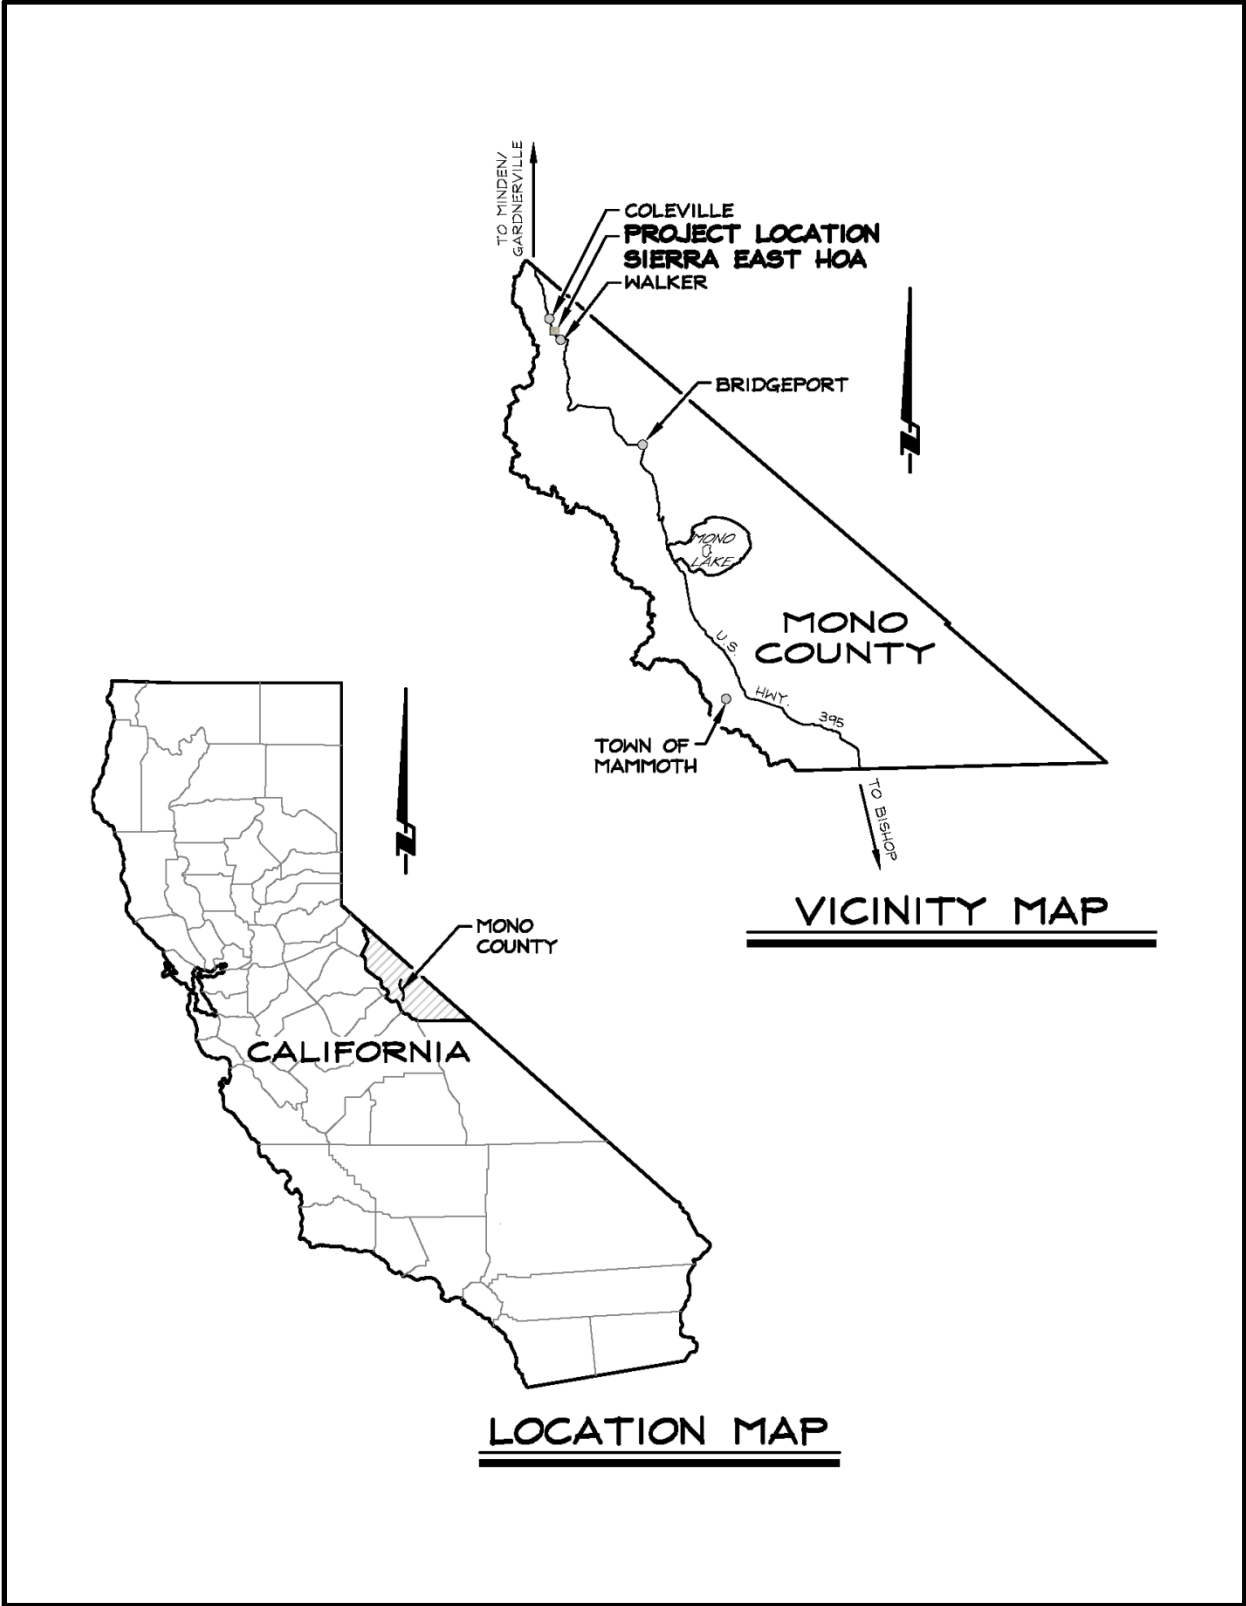 TO MINDEN/
GARDNERVILLE
COLEVILLE
PROJECT LOCATION
SIERRA EAST HOA
WALKER
BRIDGEPORT
N
MONO
LAKE
MONO
COUNTY
U.S.
HWY.
395
TOWN OF
MAMMOTH
TO BISHOP
VICINITY MAP
N
MONO
COUNTY
CALIFORNIA
LOCATION MAP